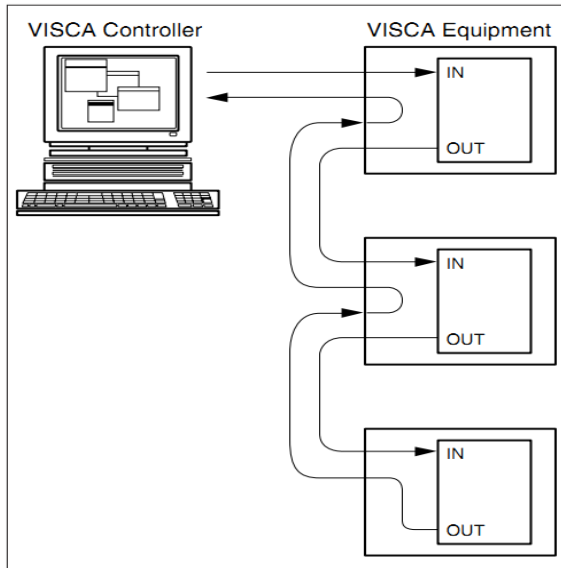 VISCA Controller
VISCA Equipment
IN
OUT
IN
OUT
IN
OUT